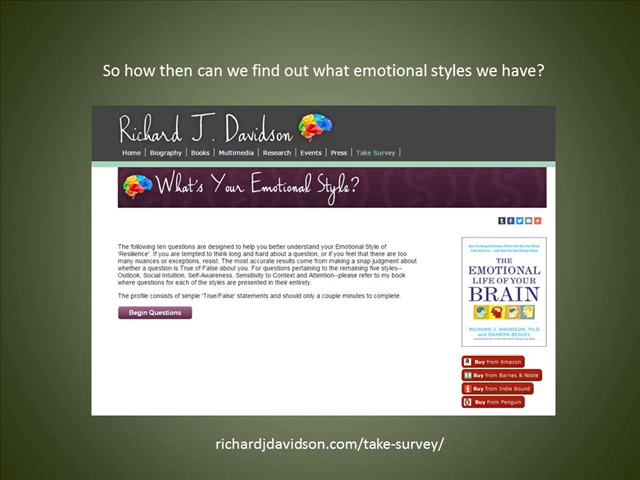 So how then can we find out what emotional styles we have?
Richard J. Davidson
Home | Biography | Books | Multimedia | Research | Events | Press | Take Survey |
What's Your Emotional Style?
The following ten questions are designed to help you better understand your Emotional Style of
'Resilience'. If you are tempted to think long and hard about a question, or if you feel that there are too
many nuances or exceptions, resist. The most accurate results come from making a snap judgment about
whether a question is True of False about you. For questions pertaining to the remaining five styles--
Outlook, Social Intuition, Self-Awareness, Sensitivity to Context and Attention--please refer to my book
where questions for each of the styles are presented in their entirety.
The profile consists of simple 'True/False' statements and should only a couple minutes to complete.
Begin Questions
THE
EMOTIONAL
LIFE OF YOUR
BRAIN
RICHARD J. DAVIDSON, Ph.D.
and SHARON BEGLEY
Buy from Amazon
Buy from Barnes & Noble
Buy from Indie Bound
Buy from Penguin
richardjdavidson.com/take-survey/